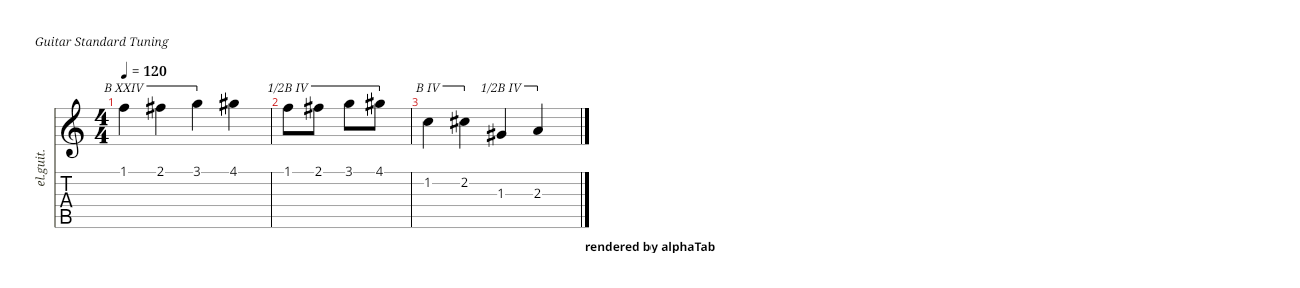 Guitar Standard Tuning
= 120
B XXIV 1/2B IV B IV 1/2B IV
1 2 3
4 4
el.guit.
1 2 3 4 1 2 3 4 1 2 1 2
T
A
B
rendered by alphaTab